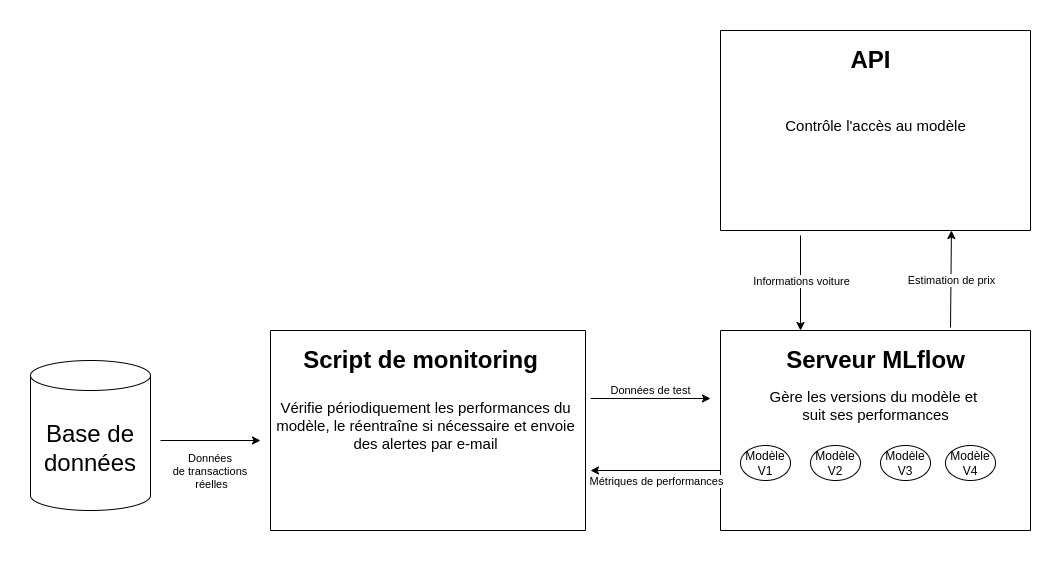 API
Contrôle l'accès au modèle
Informations voiture
Estimation de prix
Base de
données
Données
de transactions
réelles
Script de monitoring
Vérifie périodiquement les performances du
modèle, le réentraîne si nécessaire et envoie
des alertes par e-mail
Données de test
Métriques de performances
Serveur MLflow
Gère les versions du modèle et
suit ses performances
Modèle
V1
Modèle
V2
Modèle
V3
Modèle
V4